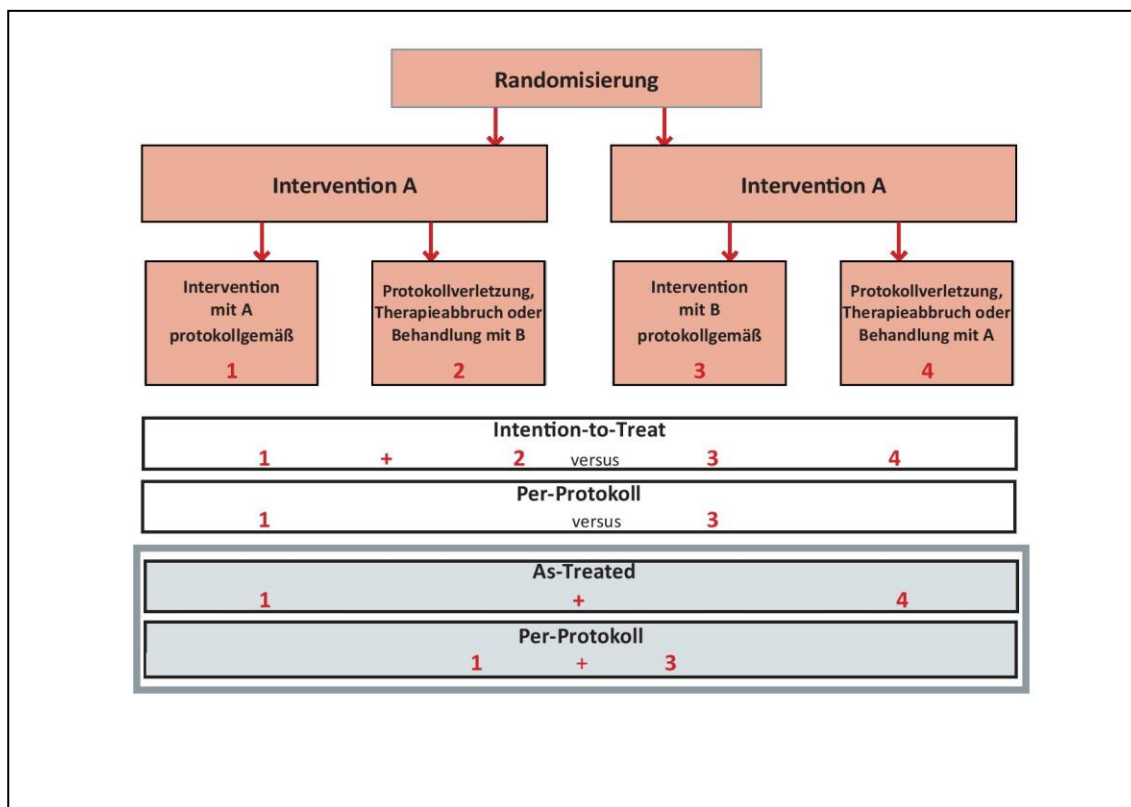 Randomisierung
Intervention A
Intervention A
Intervention
mit A
protokollgemäß
1
Protokollverletzung,
Therapieabbruch oder
Behandlung mit B
2
Intervention
mit B
protokollgemäß
3
Protokollverletzung,
Therapieabbruch oder
Behandlung mit A
4
Intention-to-Treat
1 + 2 versus 3 4
Per-Protokoll
1 versus 3
As-Treated
1 + 4
Per-Protokoll
1 + 3